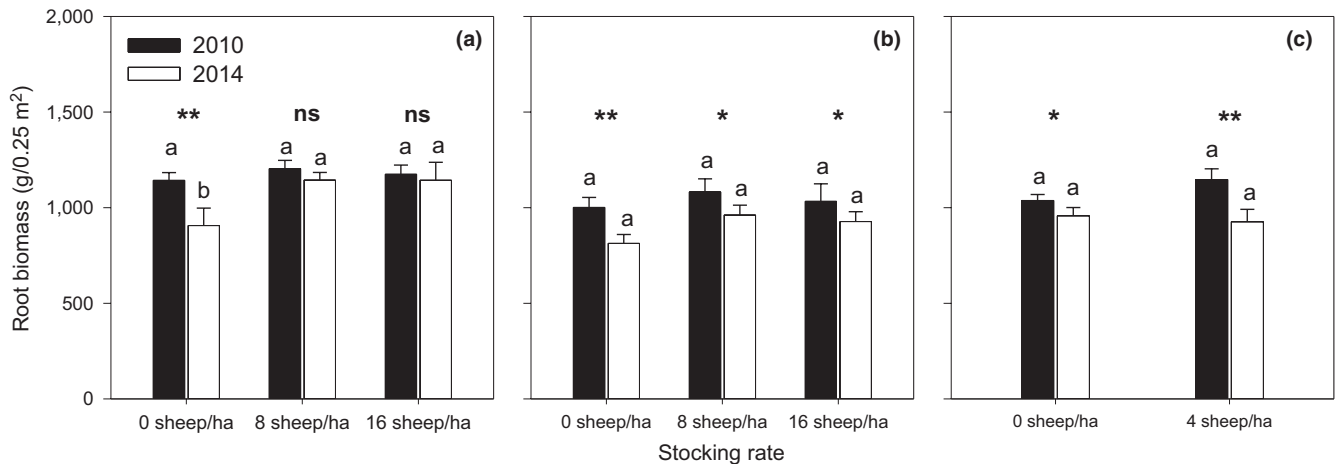 Root biomass (g/0.25 m²)
2,000
1,500
1,000
500
0
2010
2014
(a)
** ns ns
a b a a a a
0 sheep/ha 8 sheep/ha 16 sheep/ha
(b)
** * *
a a a a a a
0 sheep/ha 8 sheep/ha 16 sheep/ha
(c)
* **
a a a a
0 sheep/ha 4 sheep/ha
Stocking rate